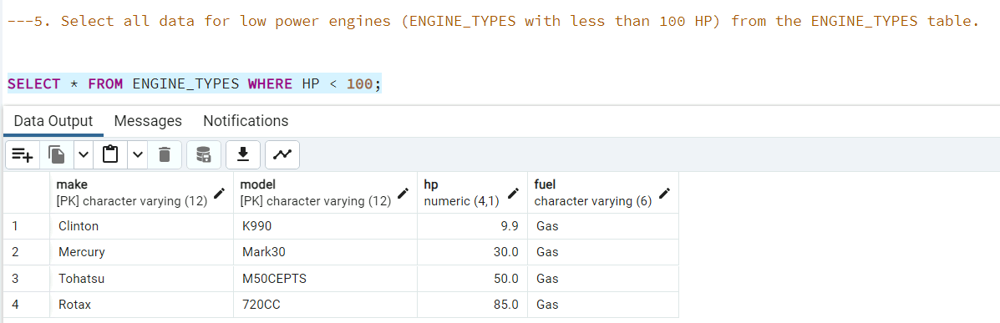 ---5. Select all data for low power engines (ENGINE_TYPES with less than 100 HP) from the ENGINE_TYPES table.
SELECT * FROM ENGINE_TYPES WHERE HP < 100;
Data Output Messages Notifications
make model hp fuel
[PK] character varying (12) [PK] character varying (12) numeric (4,1) character varying (6)
1 Clinton K990 9.9 Gas
2 Mercury Mark30 30.0 Gas
3 Tohatsu M50CEPTS 50.0 Gas
4 Rotax 720CC 85.0 Gas